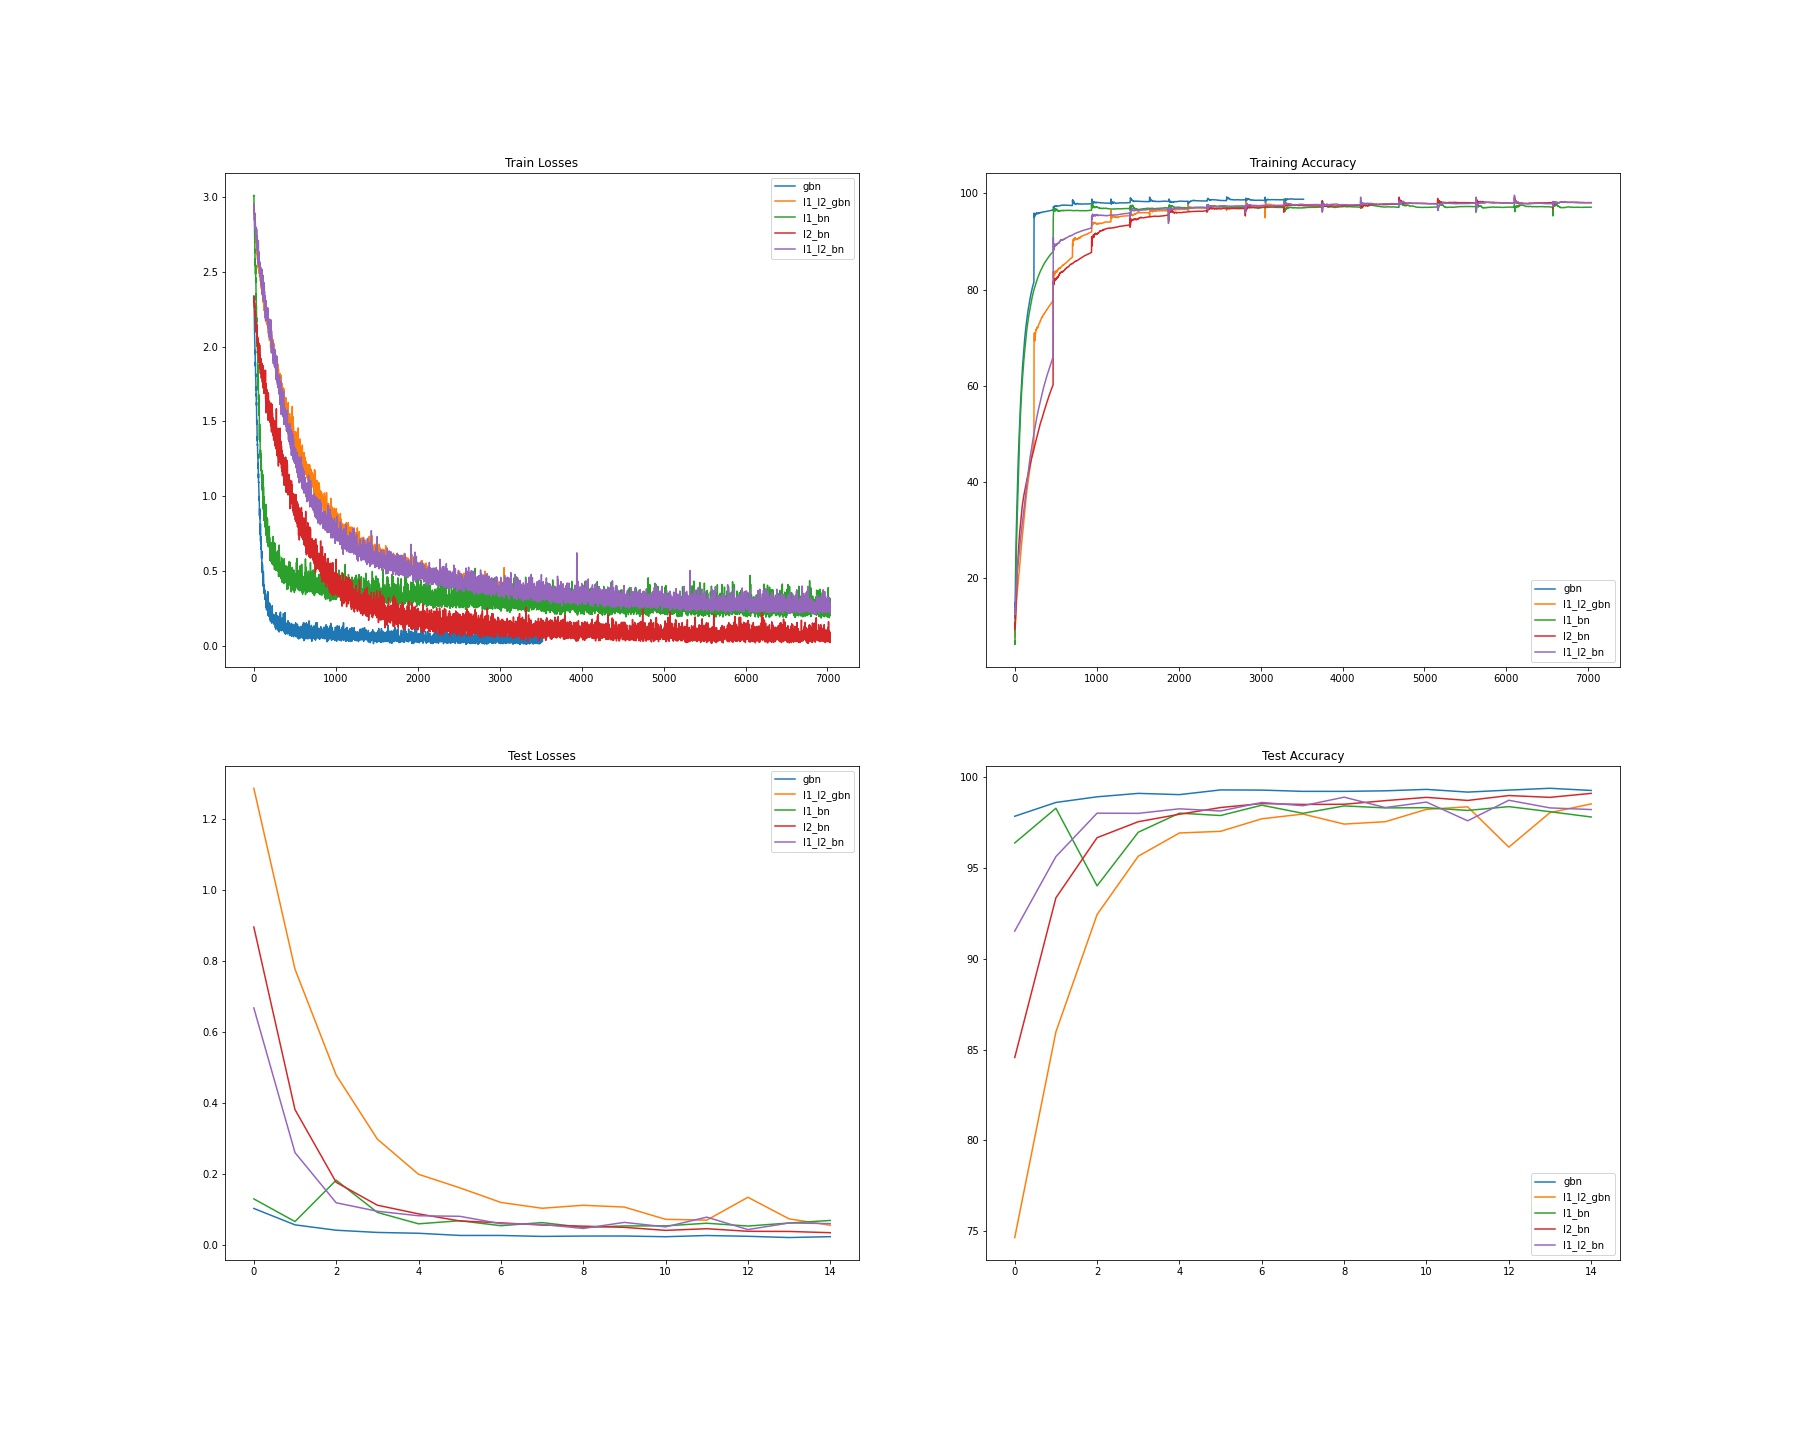 Train Losses
3.0
2.5
2.0
1.5
1.0
0.5
0.0
0 1000 2000 3000 4000 5000 6000 7000
gbn
l1_l2_gbn
l1_bn
l2_bn
l1_l2_bn
Training Accuracy
100
80
60
40
20
0 1000 2000 3000 4000 5000 6000 7000
gbn
l1_l2_gbn
l1_bn
l2_bn
l1_l2_bn
Test Losses
1.2
1.0
0.8
0.6
0.4
0.2
0.0
0 2 4 6 8 10 12 14
gbn
l1_l2_gbn
l1_bn
l2_bn
l1_l2_bn
Test Accuracy
100
95
90
85
80
75
0 2 4 6 8 10 12 14
gbn
l1_l2_gbn
l1_bn
l2_bn
l1_l2_bn